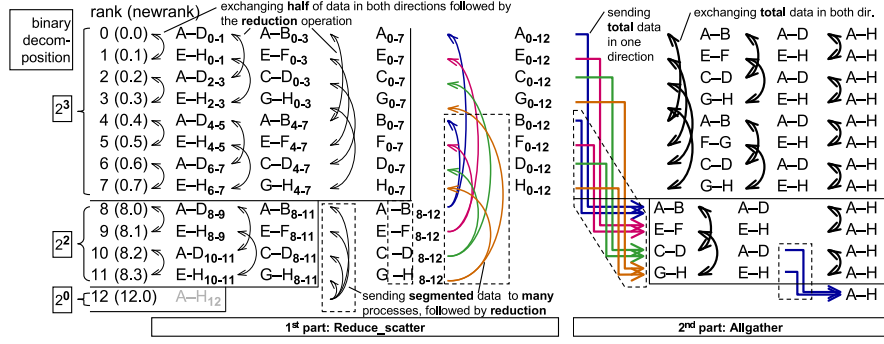 binary
decom-
position
rank (newrank)
exchanging half of data in both directions followed by
the reduction operation
sending
total data
in one
direction
exchanging total data in both dir.
0 (0.0) A–D0-1 A–B0-3 A0-7 A0-12 A–B A–D A–H
1 (0.1) E–H0-1 E–F0-3 E0-7 E0-12 E–F E–H A–H
2 (0.2) A–D2-3 C–D0-3 C0-7 C0-12 C–D A–D A–H
3 (0.3) E–H2-3 G–H0-3 G0-7 G0-12 G–H E–H A–H
2³
4 (0.4) A–D4-5 A–B4-7 B0-7 B0-12 A–B A–D A–H
5 (0.5) E–H4-5 E–F4-7 F0-7 F0-12 F–G E–H A–H
6 (0.6) A–D6-7 C–D4-7 D0-7 D0-12 C–D A–D A–H
7 (0.7) E–H6-7 G–H4-7 H0-7 H0-12 G–H E–H A–H
8 (8.0) A–D8-9 A–B8-11 A–B8-12 A–B A–D A–H
9 (8.1) E–H8-9 E–F8-11 E–F8-12 E–F E–H A–H
2²
10 (8.2) A–D10-11 C–D8-11 C–D8-12 C–D A–D A–H
11 (8.3) E–H10-11 G–H8-11 G–H8-12 G–H E–H A–H
2⁰
12 (12.0) A–H12 A–H
sending segmented data to many
processes, followed by reduction
1st part: Reduce_scatter
2nd part: Allgather